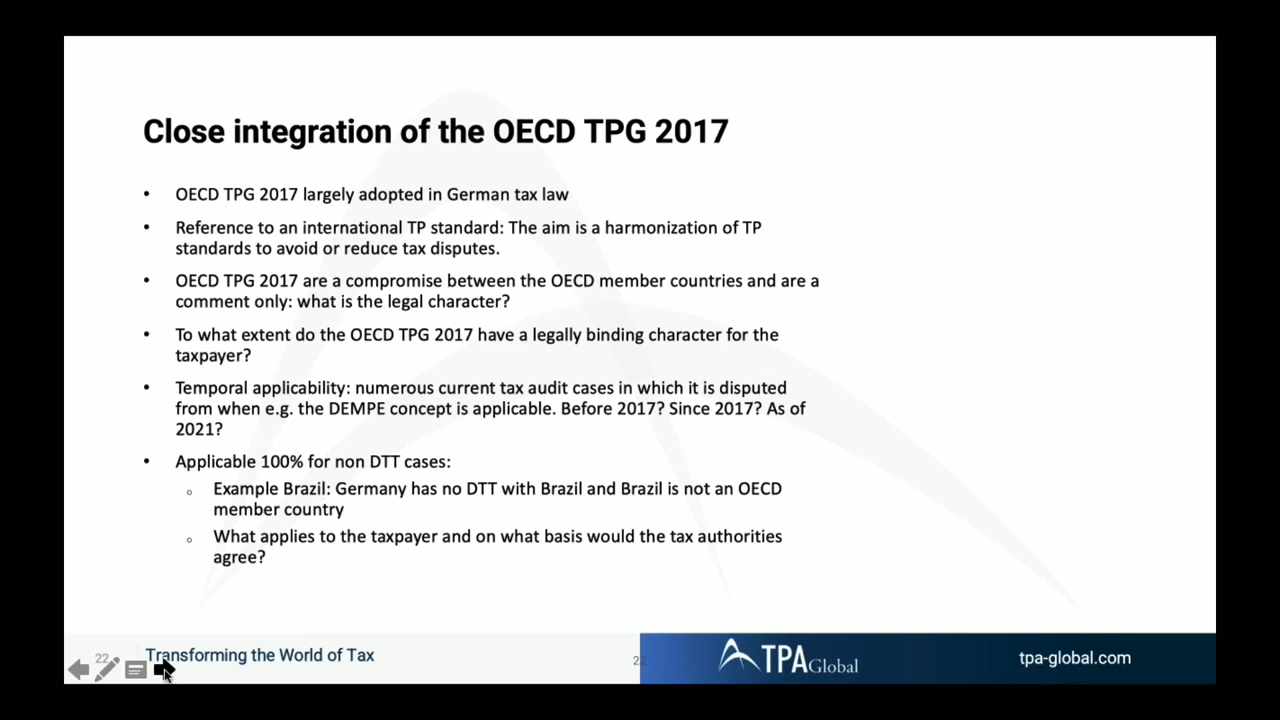 Close integration of the OECD TPG 2017
• OECD TPG 2017 largely adopted in German tax law
• Reference to an international TP standard: The aim is a harmonization of TP
standards to avoid or reduce tax disputes.
• OECD TPG 2017 are a compromise between the OECD member countries and are a
comment only: what is the legal character?
• To what extent do the OECD TPG 2017 have a legally binding character for the
taxpayer?
• Temporal applicability: numerous current tax audit cases in which it is disputed
from when e.g. the DEMPE concept is applicable. Before 2017? Since 2017? As of
2021?
• Applicable 100% for non DTT cases:
○ Example Brazil: Germany has no DTT with Brazil and Brazil is not an OECD
member country
○ What applies to the taxpayer and on what basis would the tax authorities
agree?
22
Transforming the World of Tax
TPA Global
tpa-global.com